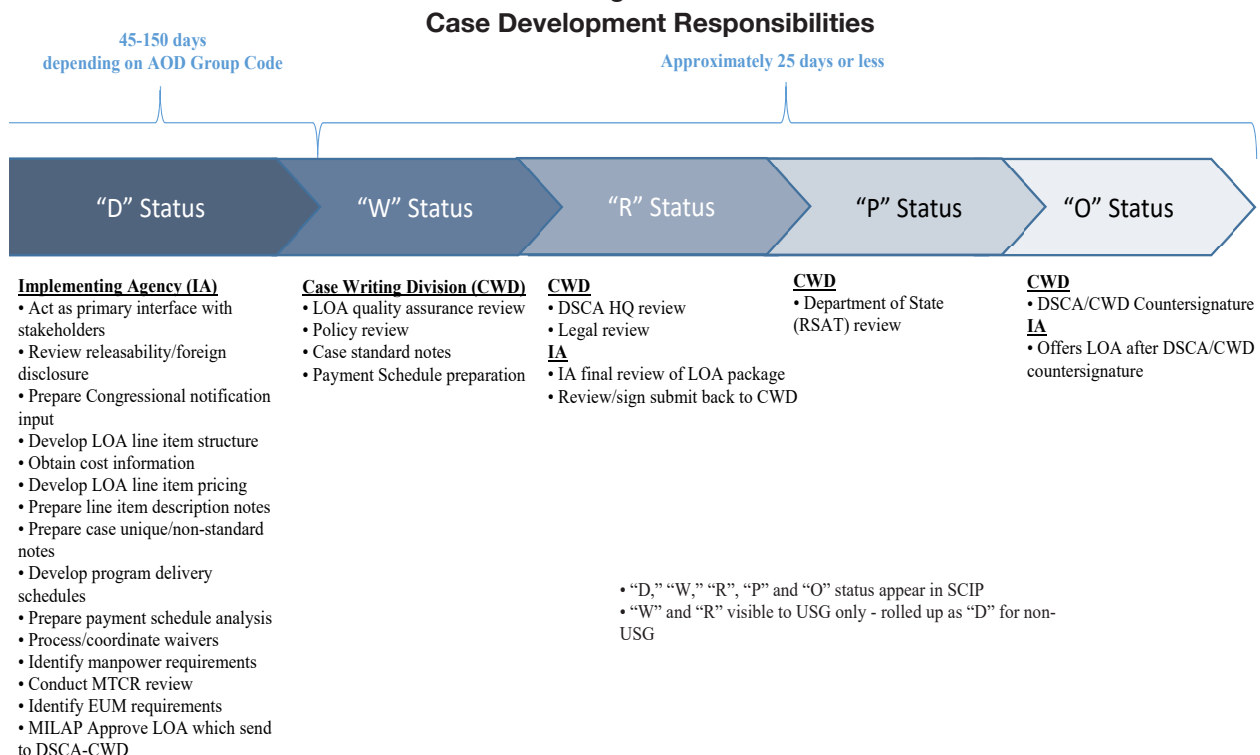 Case Development Responsibilities
45-150 days
depending on AOD Group Code
Approximately 25 days or less
“D” Status
“W” Status
“R” Status
“P” Status
“O” Status
Implementing Agency (IA)
• Act as primary interface with
stakeholders
• Review releasability/foreign
disclosure
• Prepare Congressional notification
input
• Develop LOA line item structure
• Obtain cost information
• Develop LOA line item pricing
• Prepare line item description notes
• Prepare case unique/non-standard
notes
• Develop program delivery
schedules
• Prepare payment schedule analysis
• Process/coordinate waivers
• Identify manpower requirements
• Conduct MTCR review
• Identify EUM requirements
• MILAP Approve LOA which send
to DSCA-CWD
Case Writing Division (CWD)
• LOA quality assurance review
• Policy review
• Case standard notes
• Payment Schedule preparation
CWD
• DSCA HQ review
• Legal review
IA
• IA final review of LOA package
• Review/sign submit back to CWD
CWD
• Department of State
(RSAT) review
CWD
• DSCA/CWD Countersignature
IA
• Offers LOA after DSCA/CWD
countersignature
• “D,” “W,” “R”, “P” and “O” status appear in SCIP
• “W” and “R” visible to USG only - rolled up as “D” for non-
USG